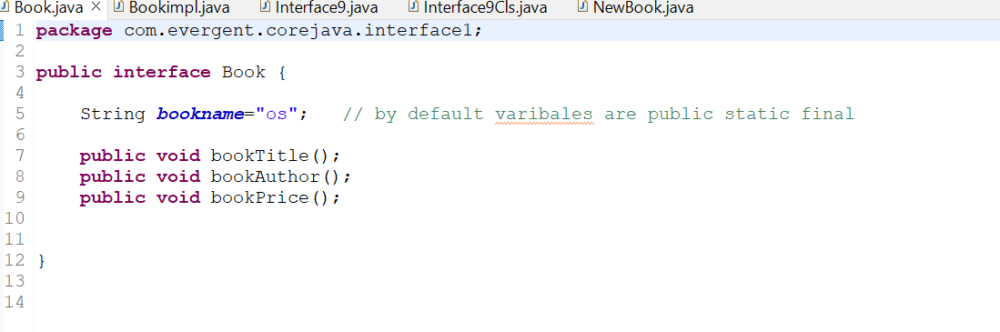 Book.java Bookimpl.java Interface9.java Interface9Cls.java NewBook.java
1 package com.evergent.corejava.interface1;
2
3 public interface Book {
4
5 String bookname="os"; // by default varibales are public static final
6
7 public void bookTitle();
8 public void bookAuthor();
9 public void bookPrice();
10
11
12 }
13
14